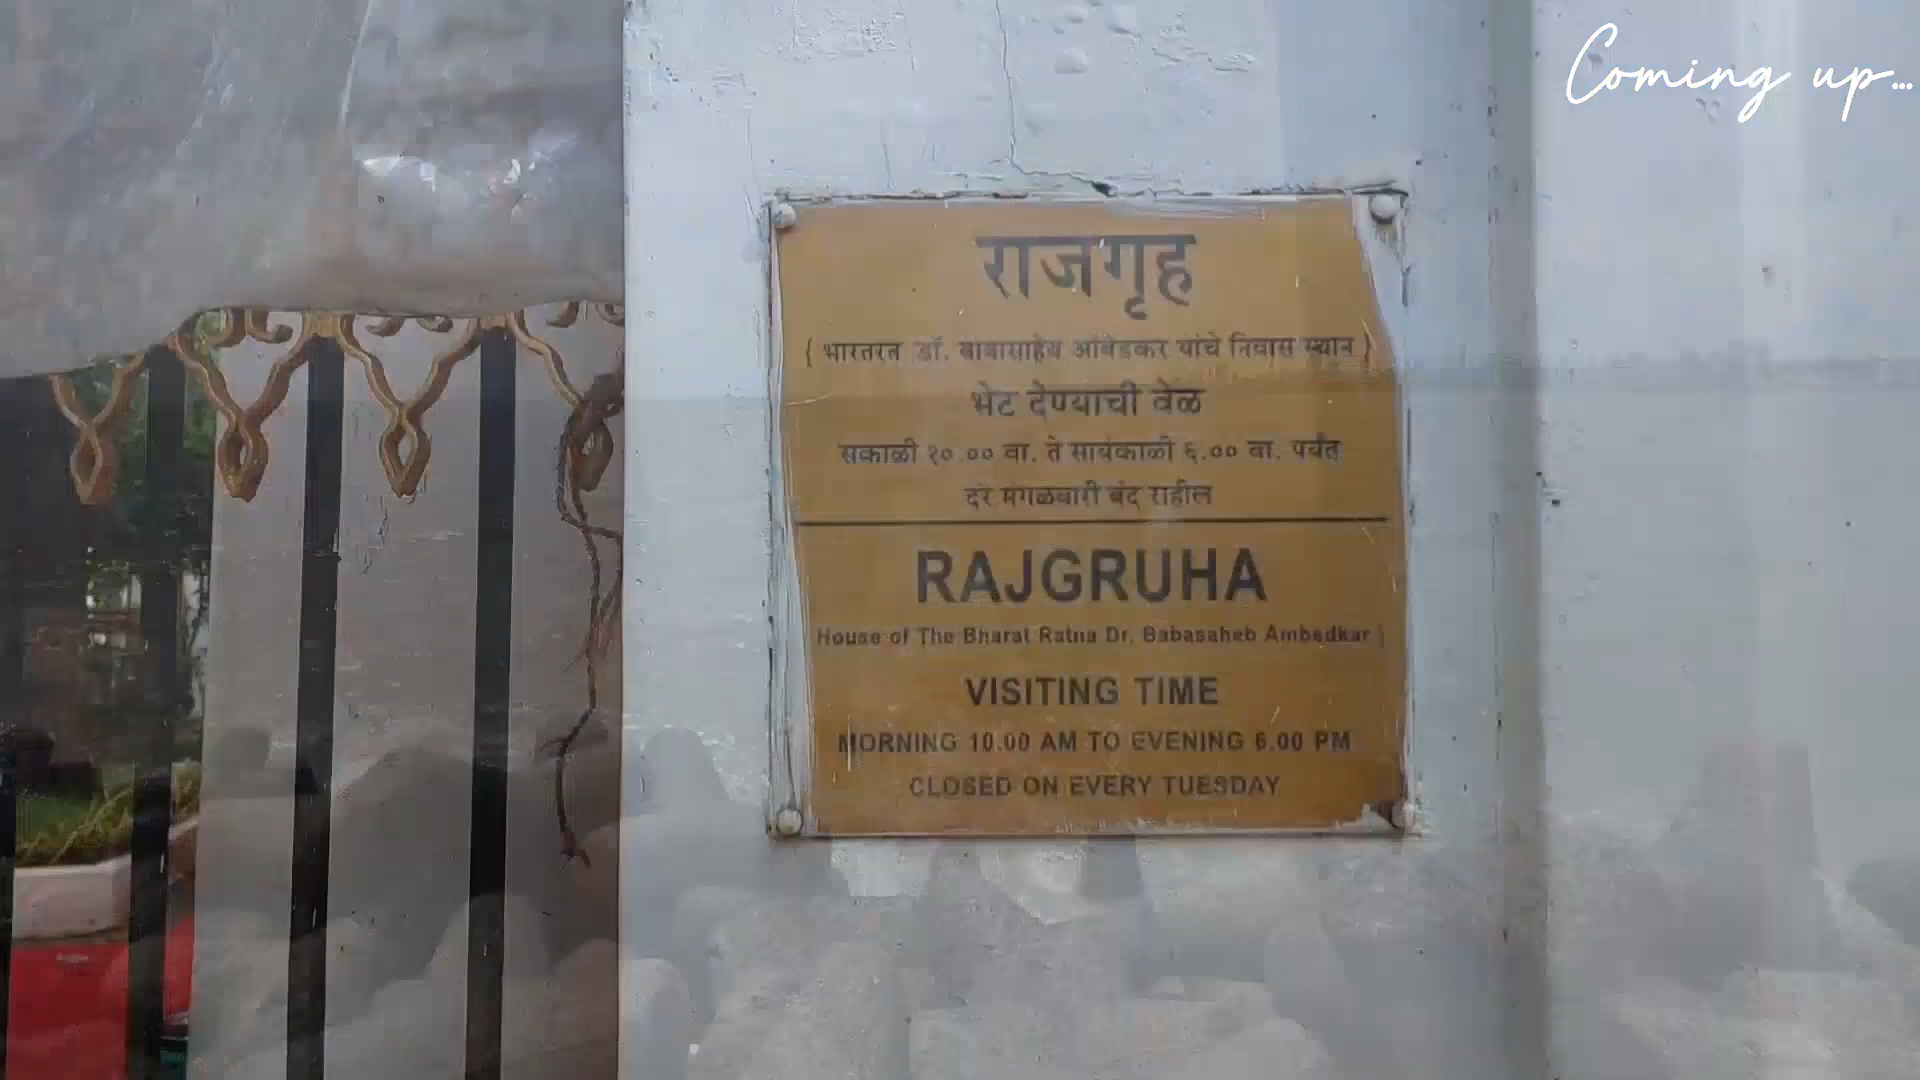 Coming up...
राजगृह
( भारतरत्न डॉ. बाबासाहेब आंबेडकर यांचे निवास स्थान )
भेट देण्याची वेळ
सकाळी १०.०० वा. ते सायंकाळी ६.०० वा. पर्यंत
दर मंगळवारी बंद राहील
RAJGRUHA
House of The Bharat Ratna Dr. Babasaheb Ambedkar )
VISITING TIME
MORNING 10.00 AM TO EVENING 6.00 PM
CLOSED ON EVERY TUESDAY